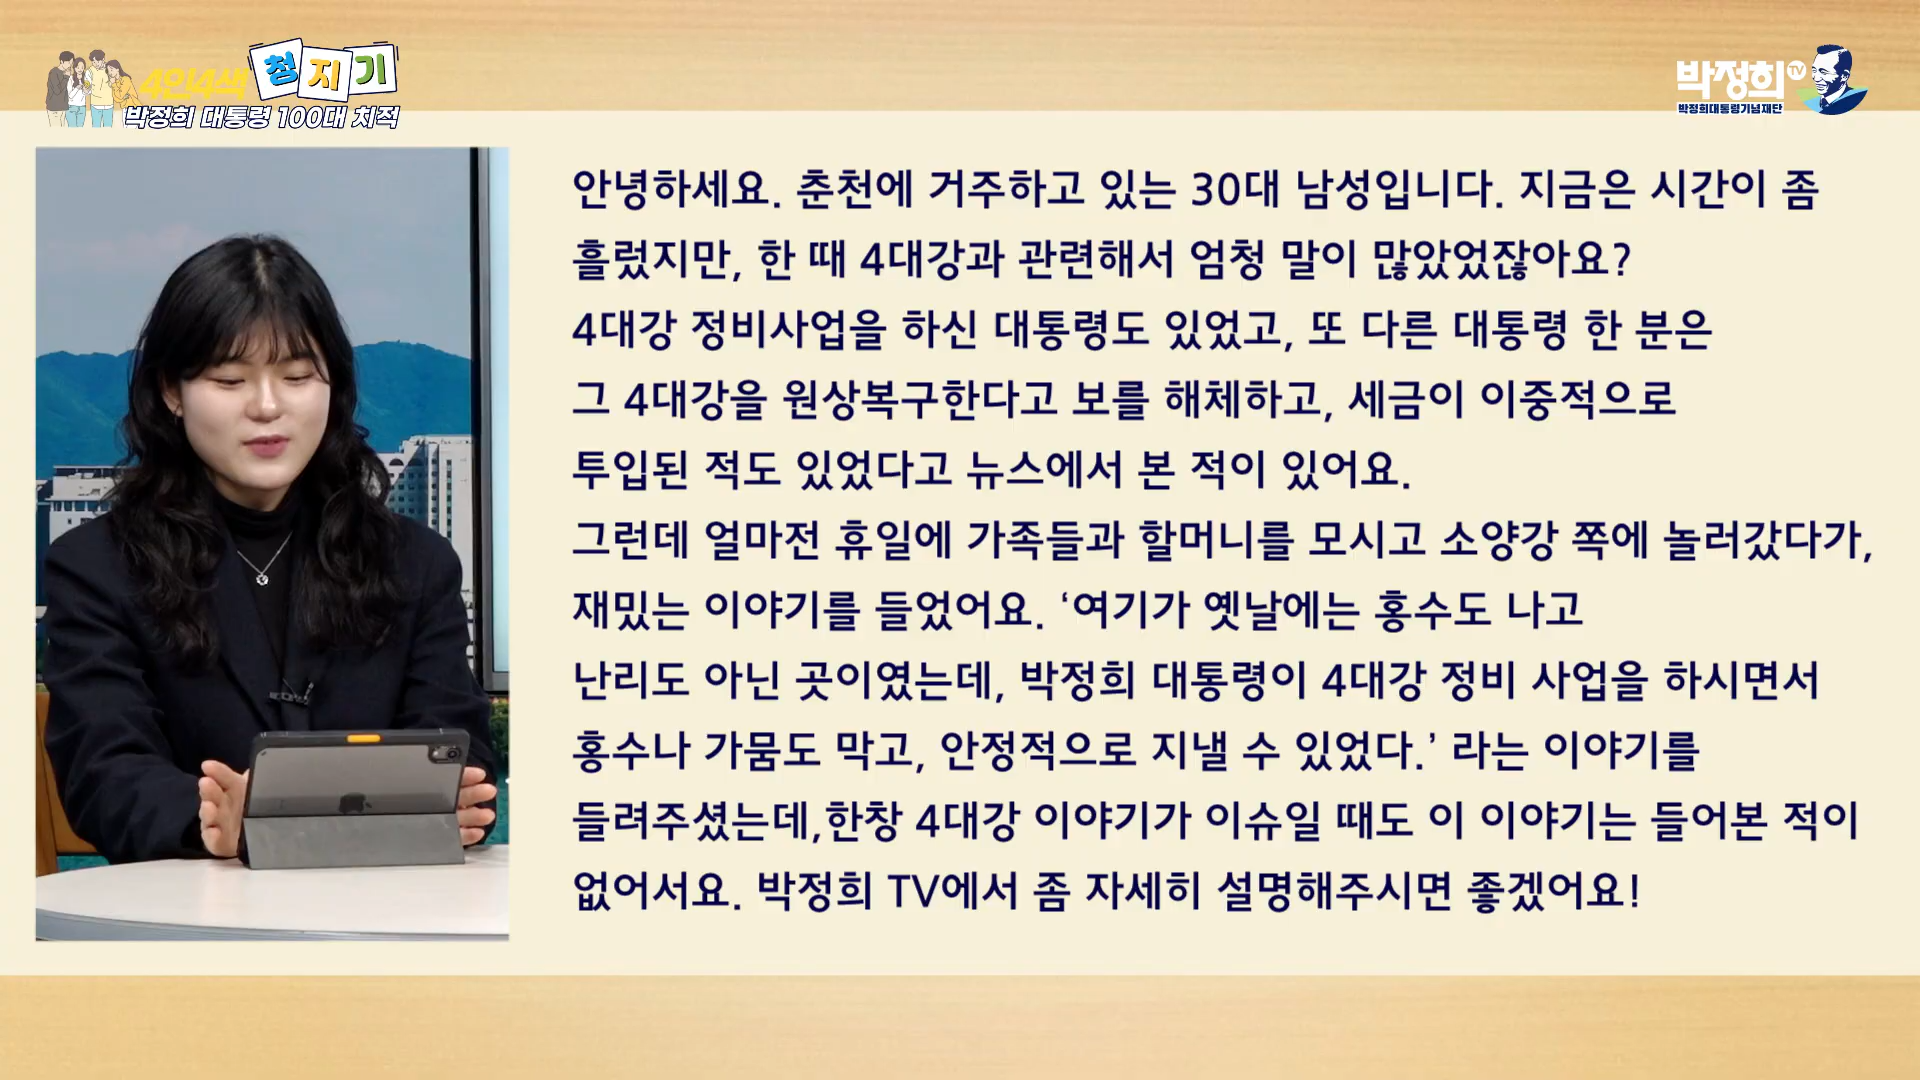 4인4색 청지기
박정희 대통령 100대 치적
박정희TV
박정희대통령기념재단
안녕하세요. 춘천에 거주하고 있는 30대 남성입니다. 지금은 시간이 좀
흘렀지만, 한 때 4대강과 관련해서 엄청 말이 많았었잖아요?
4대강 정비사업을 하신 대통령도 있었고, 또 다른 대통령 한 분은
그 4대강을 원상복구한다고 보를 해체하고, 세금이 이중적으로
투입된 적도 있었다고 뉴스에서 본 적이 있어요.
그런데 얼마전 휴일에 가족들과 할머니를 모시고 소양강 쪽에 놀러갔다가,
재밌는 이야기를 들었어요. ‘여기가 옛날에는 홍수도 나고
난리도 아닌 곳이였는데, 박정희 대통령이 4대강 정비 사업을 하시면서
홍수나 가뭄도 막고, 안정적으로 지낼 수 있었다.’ 라는 이야기를
들려주셨는데,한창 4대강 이야기가 이슈일 때도 이 이야기는 들어본 적이
없어서요. 박정희 TV에서 좀 자세히 설명해주시면 좋겠어요!